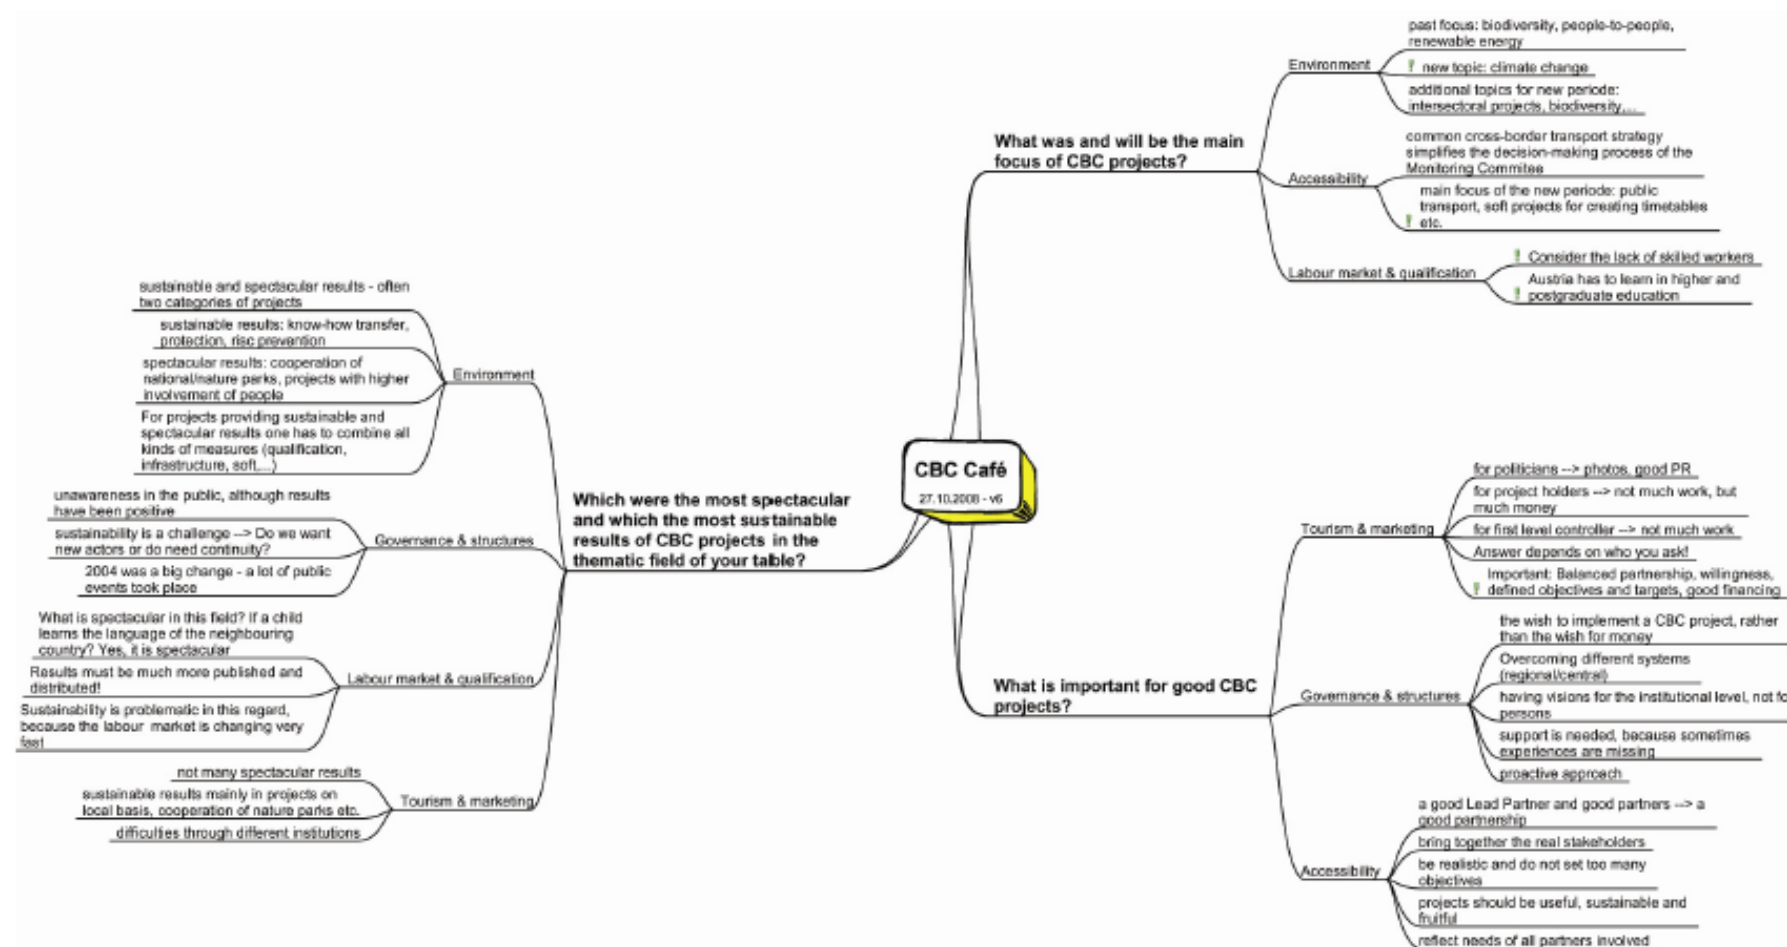 CBC Café
27.10.2008 - v6
What was and will be the main
focus of CBC projects?
Environment
past focus: biodiversity, people-to-people,
renewable energy
! new topic: climate change
additional topics for new periode:
intersectoral projects, biodiversity,...
Accessibility
common cross-border transport strategy
simplifies the decision-making process of the
Monitoring Commitee
main focus of the new periode: public
transport, soft projects for creating timetables
! etc.
Labour market & qualification
! Consider the lack of skilled workers
Austria has to learn in higher and
! postgraduate education
What is important for good CBC
projects?
Tourism & marketing
for politicians --> photos, good PR
for project holders --> not much work, but
much money
for first level controller --> not much work
Answer depends on who you ask!
Important: Balanced partnership, willingness,
! defined objectives and targets, good financing
Governance & structures
the wish to implement a CBC project, rather
than the wish for money
Overcoming different systems
(regional/central)
having visions for the institutional level, not fo
persons
support is needed, because sometimes
experiences are missing
proactive approach
Accessibility
a good Lead Partner and good partners --> a
good partnership
bring together the real stakeholders
be realistic and do not set too many
objectives
projects should be useful, sustainable and
fruitful
reflect needs of all partners involved
Which were the most spectacular
and which the most sustainable
results of CBC projects in the
thematic field of your table?
Environment
sustainable and spectacular results - often
two categories of projects
sustainable results: know-how transfer,
protection, risc prevention
spectacular results: cooperation of
national/nature parks, projects with higher
involvement of people
For projects providing sustainable and
spectacular results one has to combine all
kinds of measures (qualification,
infrastructure, soft,...)
Governance & structures
unawareness in the public, although results
have been positive
sustainability is a challenge --> Do we want
new actors or do need continuity?
2004 was a big change - a lot of public
events took place
Labour market & qualification
What is spectacular in this field? If a child
learns the language of the neighbouring
country? Yes, it is spectacular
Results must be much more published and
distributed!
Sustainability is problematic in this regard,
because the labour market is changing very
fast
Tourism & marketing
not many spectacular results
sustainable results mainly in projects on
local basis, cooperation of nature parks etc.
difficulties through different institutions